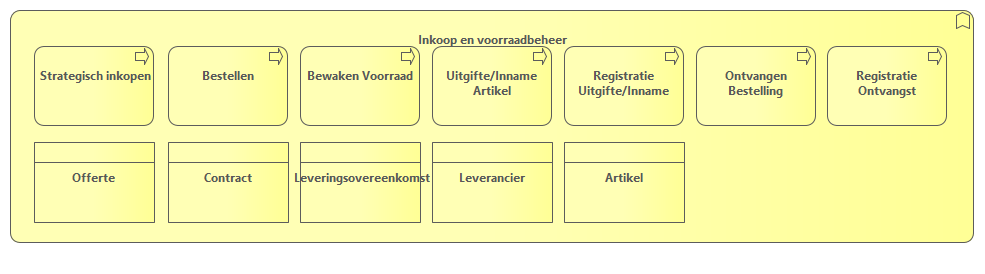 Inkoop en voorraadbeheer
Strategisch inkopen
Bestellen
Bewaken Voorraad
Uitgifte/Inname
Artikel
Registratie
Uitgifte/Inname
Ontvangen
Bestelling
Registratie
Ontvangst
Offerte
Contract
Leveringsovereenkomst
Leverancier
Artikel